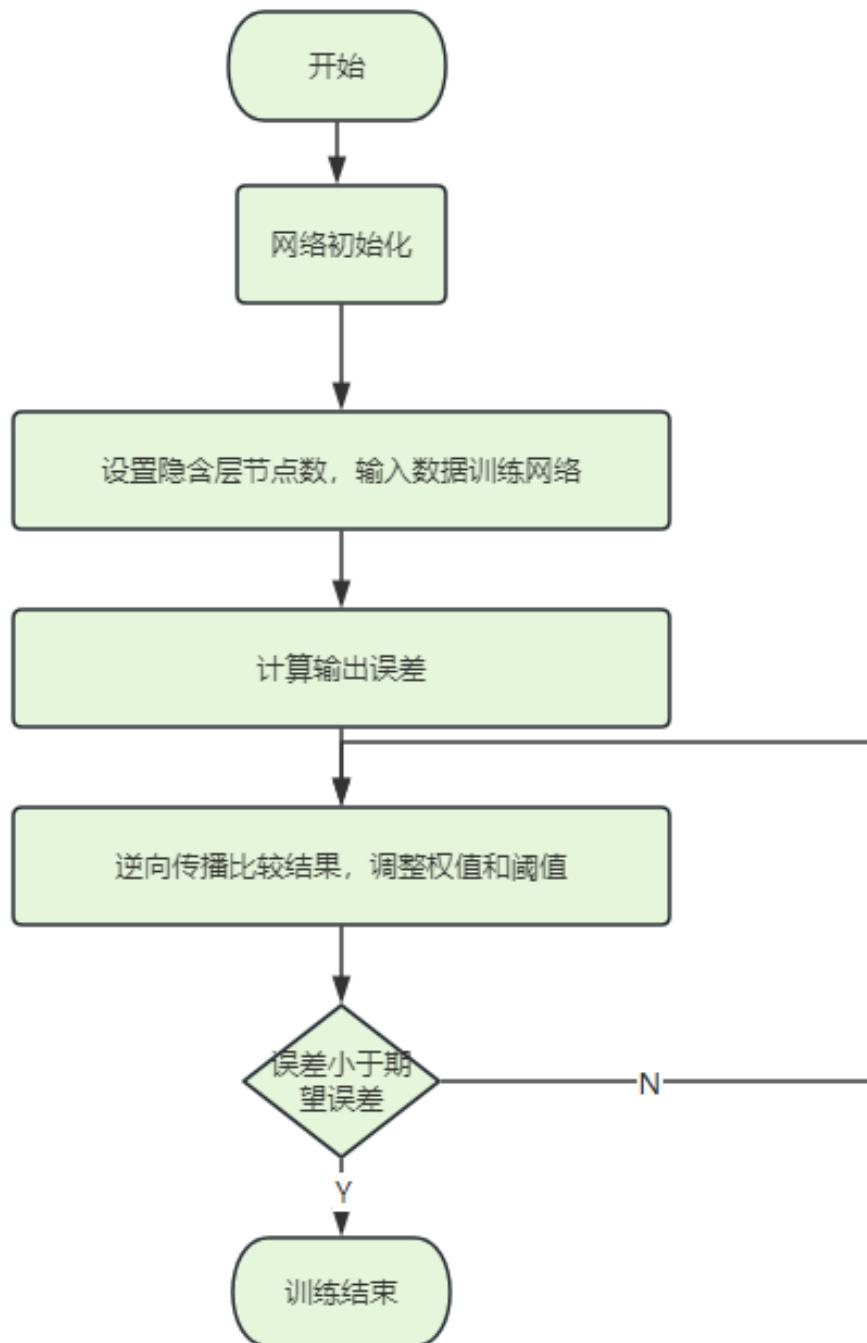 开始
网络初始化
设置隐含层节点数，输入数据训练网络
计算输出误差
逆向传播比较结果，调整权值和阈值
误差小于期
望误差
N
Y
训练结束